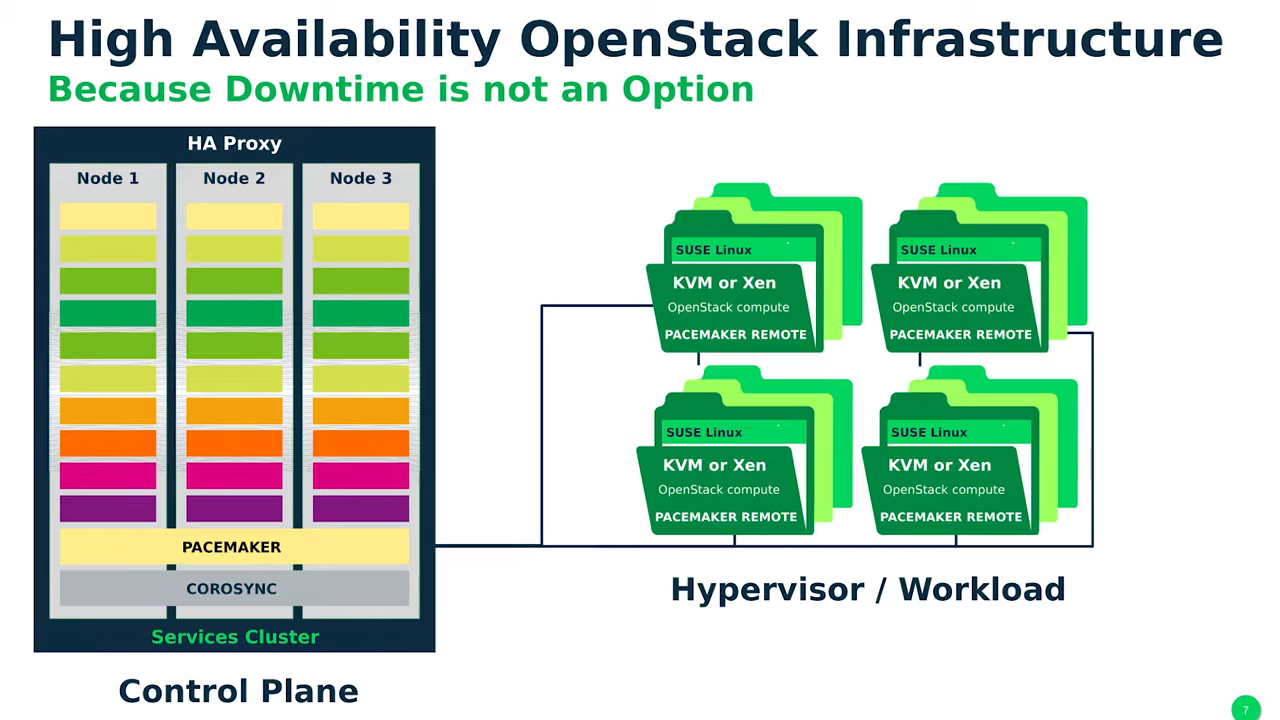 High Availability OpenStack Infrastructure
Because Downtime is not an Option
HA Proxy
Node 1
Node 2
Node 3
PACEMAKER
COROSYNC
Services Cluster
Control Plane
SUSE Linux
KVM or Xen
OpenStack compute
PACEMAKER REMOTE
SUSE Linux
KVM or Xen
OpenStack compute
PACEMAKER REMOTE
SUSE Linux
KVM or Xen
OpenStack compute
PACEMAKER REMOTE
SUSE Linux
KVM or Xen
OpenStack compute
PACEMAKER REMOTE
Hypervisor / Workload
7